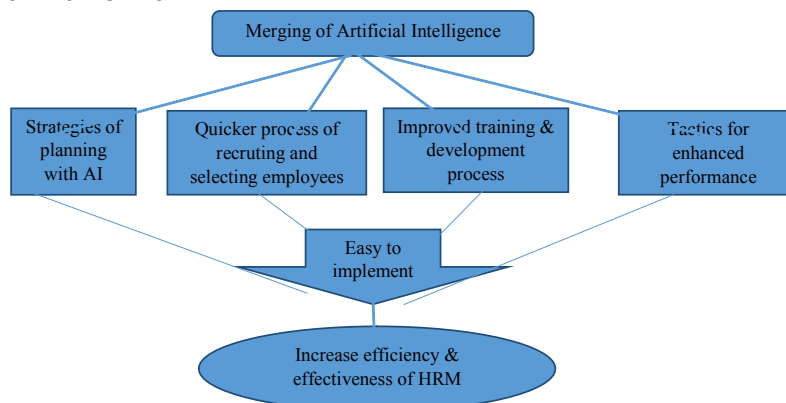 Merging of Artificial Intelligence
Strategies of
planning
with AI
Quicker process of
recruting and
selecting employees
Improved training &
development
process
Tactics for
enhanced
performance
Easy to
implement
Increase efficiency &
effectiveness of HRM